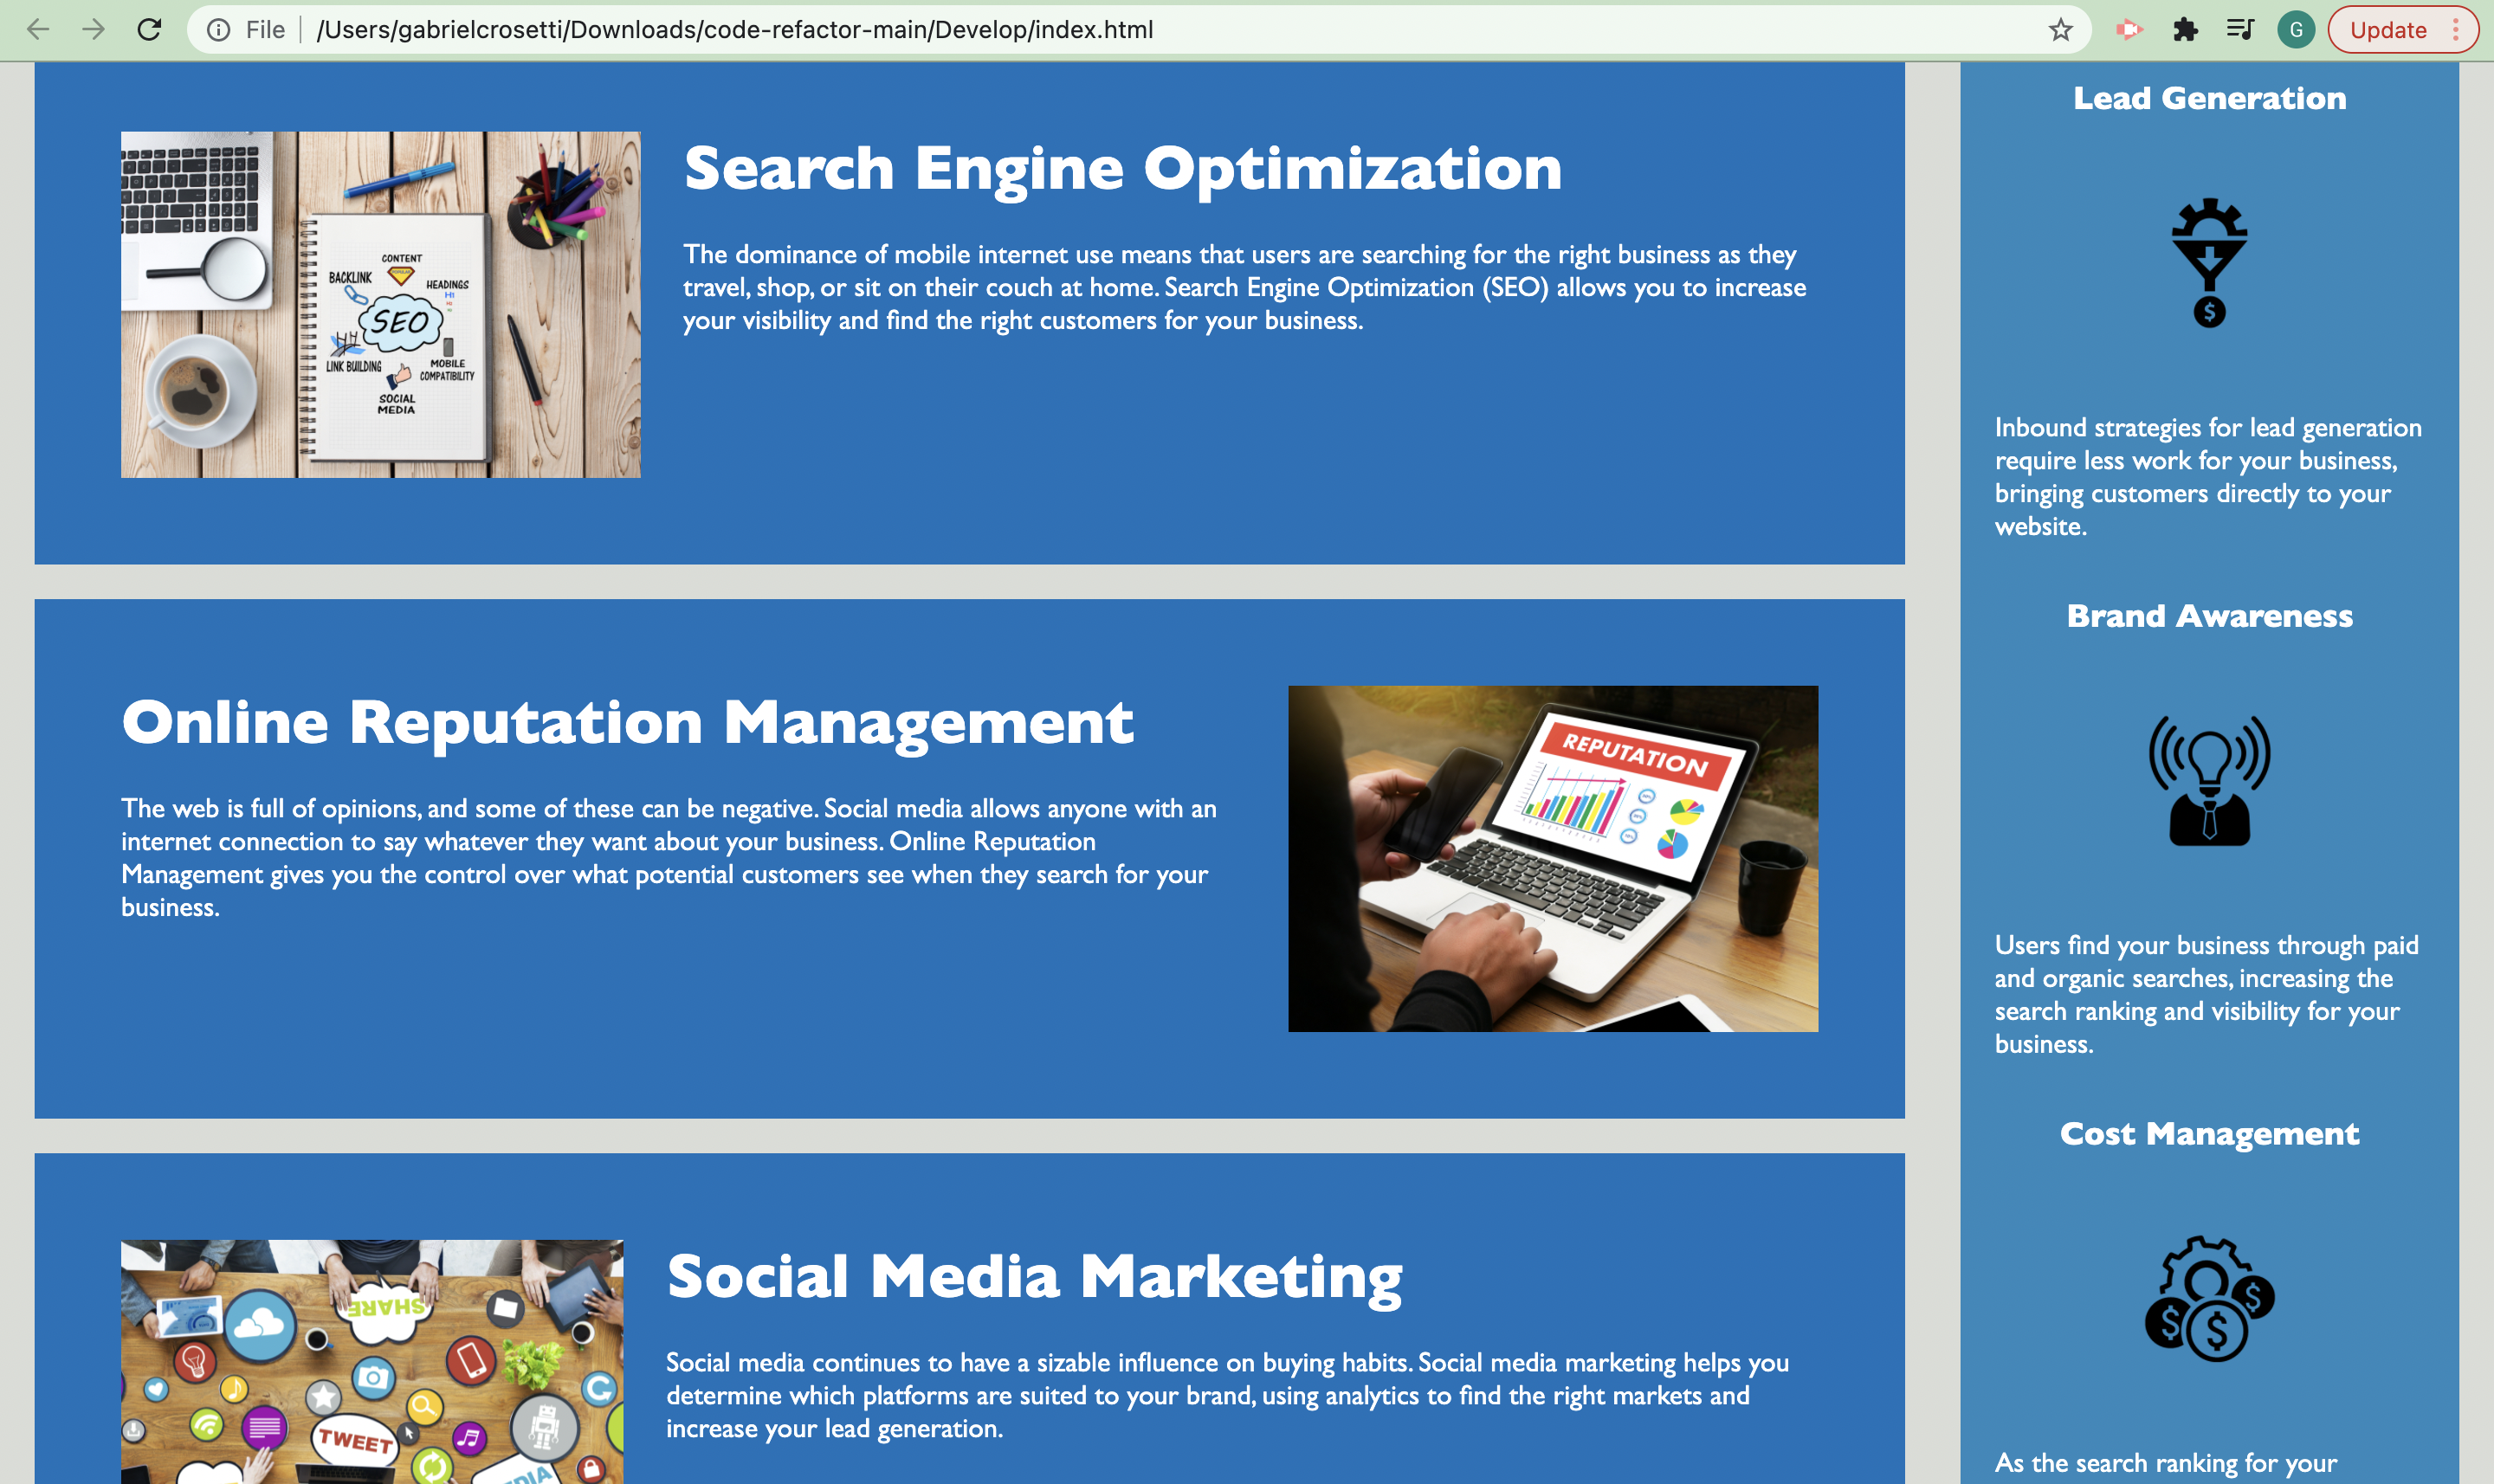 File
/Users/gabrielcrosetti/Downloads/code-refactor-main/Develop/index.html
G
Update
CONTENT
BACKLINK
HEADINGS
H1
SEO
LINK BUILDING
MOBILE
COMPATIBILITY
SOCIAL
MEDIA
Search Engine Optimization
The dominance of mobile internet use means that users are searching for the right business as they
travel, shop, or sit on their couch at home. Search Engine Optimization (SEO) allows you to increase
your visibility and find the right customers for your business.
Online Reputation Management
The web is full of opinions, and some of these can be negative. Social media allows anyone with an
internet connection to say whatever they want about your business. Online Reputation
Management gives you the control over what potential customers see when they search for your
business.
REPUTATION
SHARE
TWEET
Social Media Marketing
Social media continues to have a sizable influence on buying habits. Social media marketing helps you
determine which platforms are suited to your brand, using analytics to find the right markets and
increase your lead generation.
Lead Generation
$
Inbound strategies for lead generation
require less work for your business,
bringing customers directly to your
website.
Brand Awareness
Users find your business through paid
and organic searches, increasing the
search ranking and visibility for your
business.
Cost Management
$ $ $
As the search ranking for your